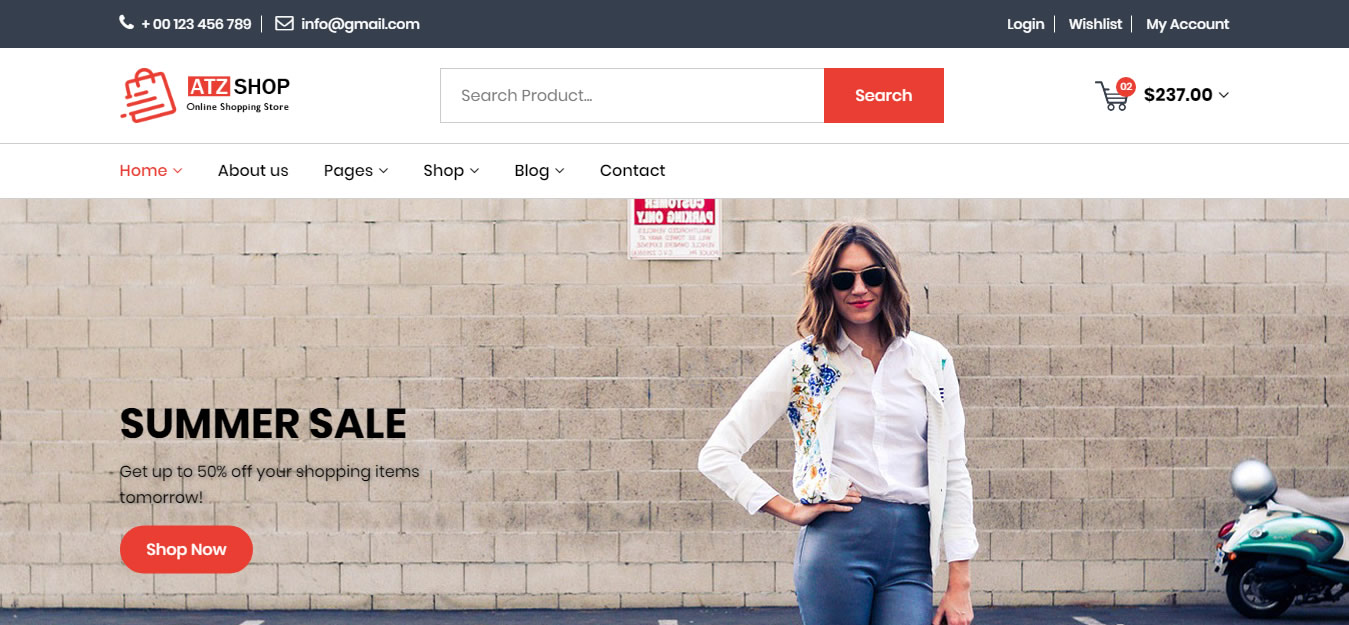 + 00 123 456 789
info@gmail.com
Login
Wishlist
My Account
ATZ SHOP
Online Shopping Store
Search Product...
Search
02
$237.00
Home
About us
Pages
Shop
Blog
Contact
CUSTOMER
PARKING ONLY
SUMMER SALE
Get up to 50% off your shopping items
tomorrow!
Shop Now